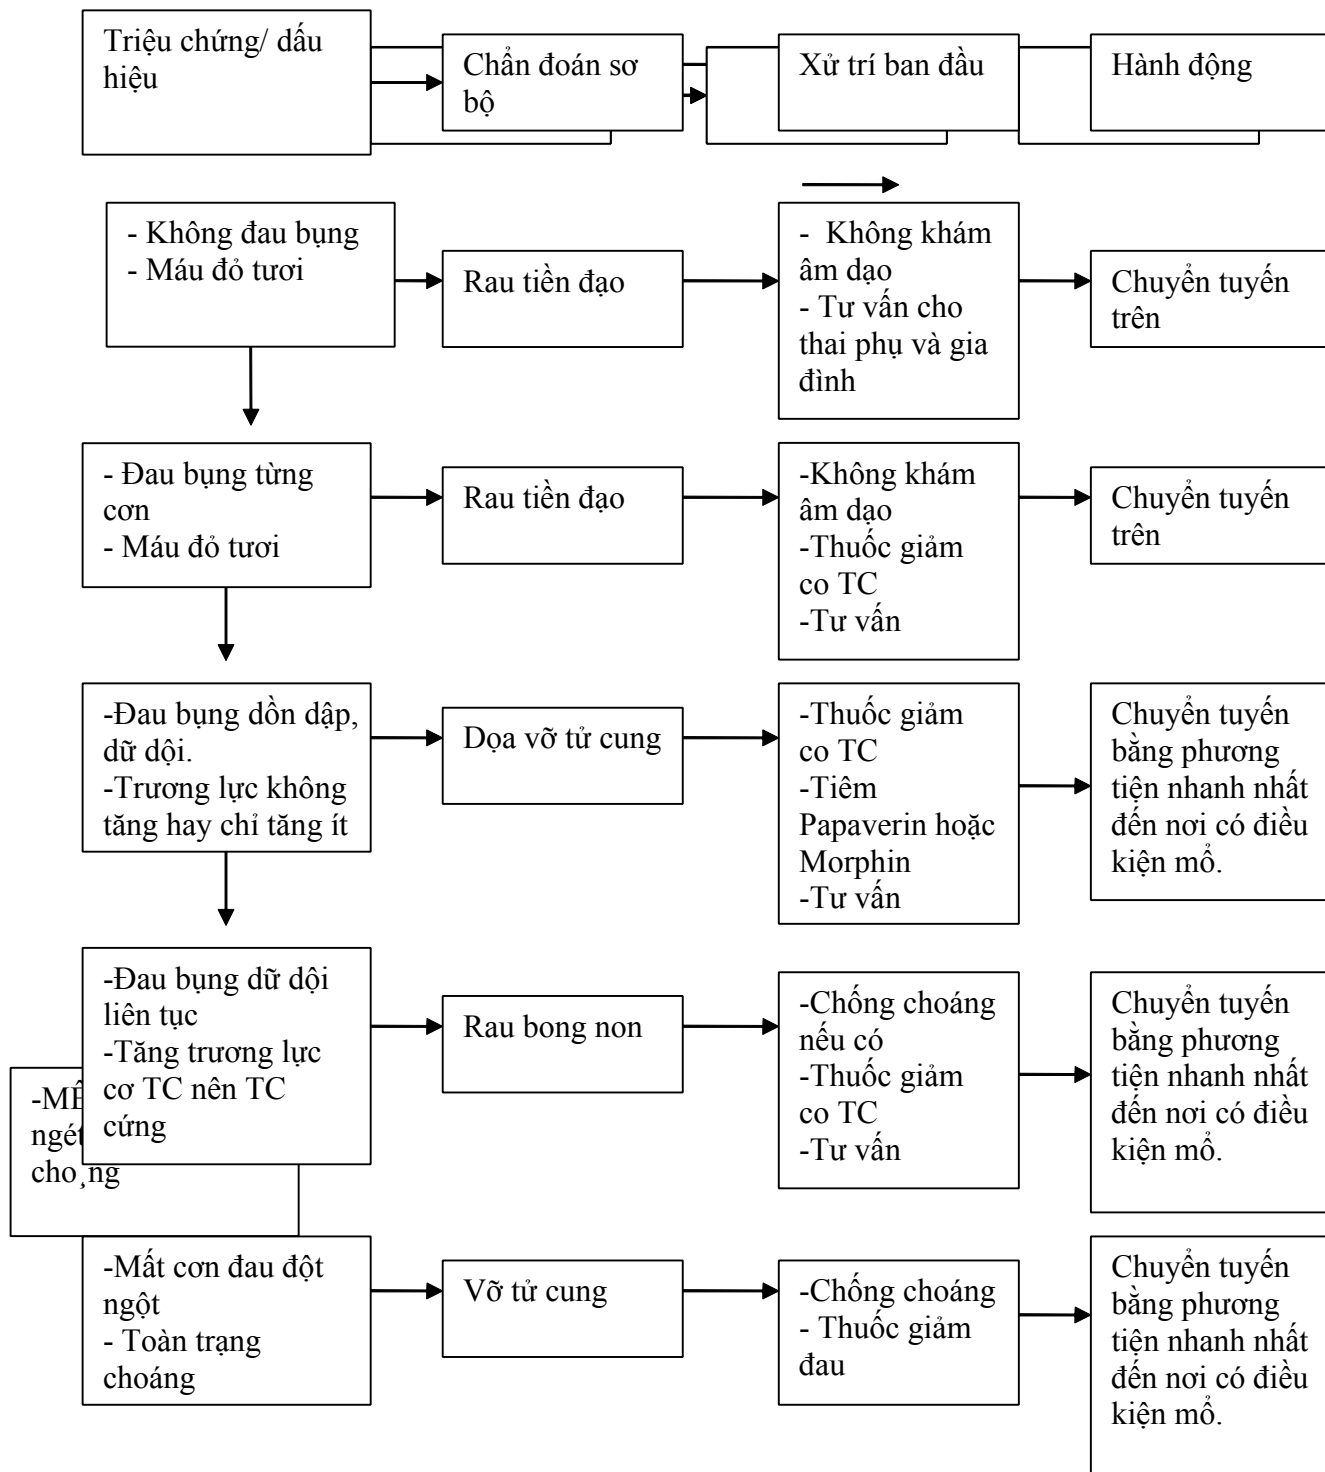 Triệu chứng/ dấu
hiệu
Chẩn đoán sơ
bộ
Xử trí ban đầu
Hành động
- Không đau bụng
- Máu đỏ tươi
Rau tiền đạo
- Không khám
âm dạo
- Tư vấn cho
thai phụ và gia
đình
Chuyển tuyến
trên
- Đau bụng từng
cơn
- Máu đỏ tươi
Rau tiền đạo
-Không khám
âm dạo
-Thuốc giảm
co TC
-Tư vấn
Chuyển tuyến
trên
-Đau bụng dồn dập,
dữ dội.
-Trương lực không
tăng hay chỉ tăng ít
Dọa vỡ tử cung
-Thuốc giảm
co TC
-Tiêm
Papaverin hoặc
Morphin
-Tư vấn
Chuyển tuyến
bằng phương
tiện nhanh nhất
đến nơi có điều
kiện mổ.
-Đau bụng dữ dội
liên tục
-Tăng trương lực
cơ TC nên TC
cứng
Rau bong non
-Chống choáng
nếu có
-Thuốc giảm
co TC
-Tư vấn
Chuyển tuyến
bằng phương
tiện nhanh nhất
đến nơi có điều
kiện mổ.
cho¸ng
-Mất cơn đau đột
ngột
- Toàn trạng
choáng
Vỡ tử cung
-Chống choáng
- Thuốc giảm
đau
Chuyển tuyến
bằng phương
tiện nhanh nhất
đến nơi có điều
kiện mổ.